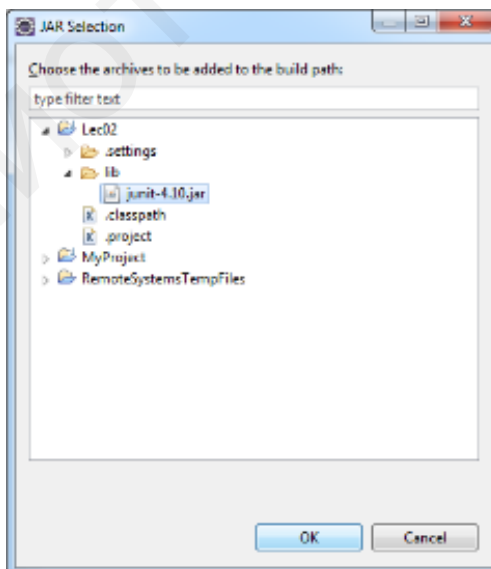 JAR Selection
Choose the archives to be added to the build path:
type filter text
Lec02
.settings
lib
junit-4.10.jar
.classpath
.project
MyProject
RemoteSystemsTempFiles
OK Cancel